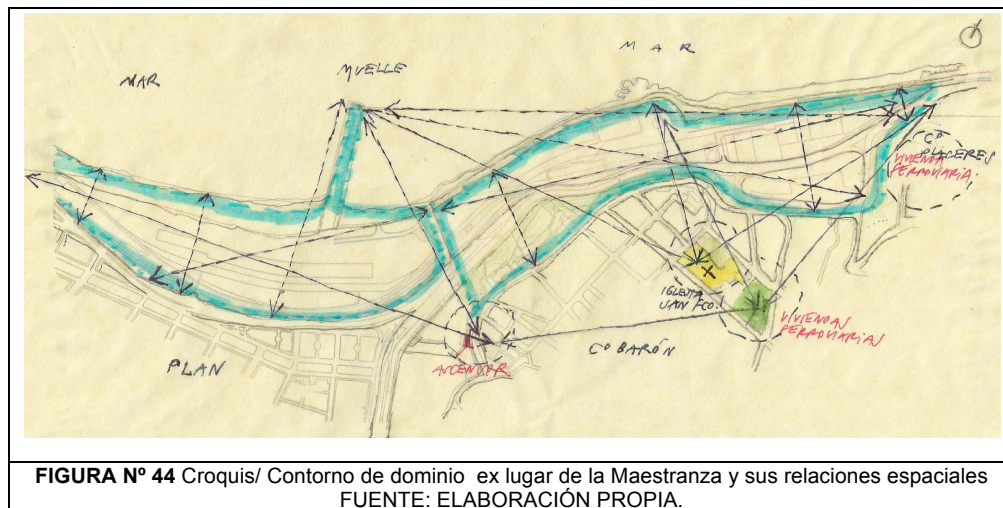 MAR
MAR
MUELLE
Cº PLACERES
VIVIENDA
FERROVIARIA.
IGLESIA
SAN FCO.
VIVIENDAS
FERROVIARIAS
Cº BARÓN
PLAN
ASCENSOR
FIGURA Nº 44 Croquis/ Contorno de dominio ex lugar de la Maestranza y sus relaciones espaciales
FUENTE: ELABORACIÓN PROPIA.